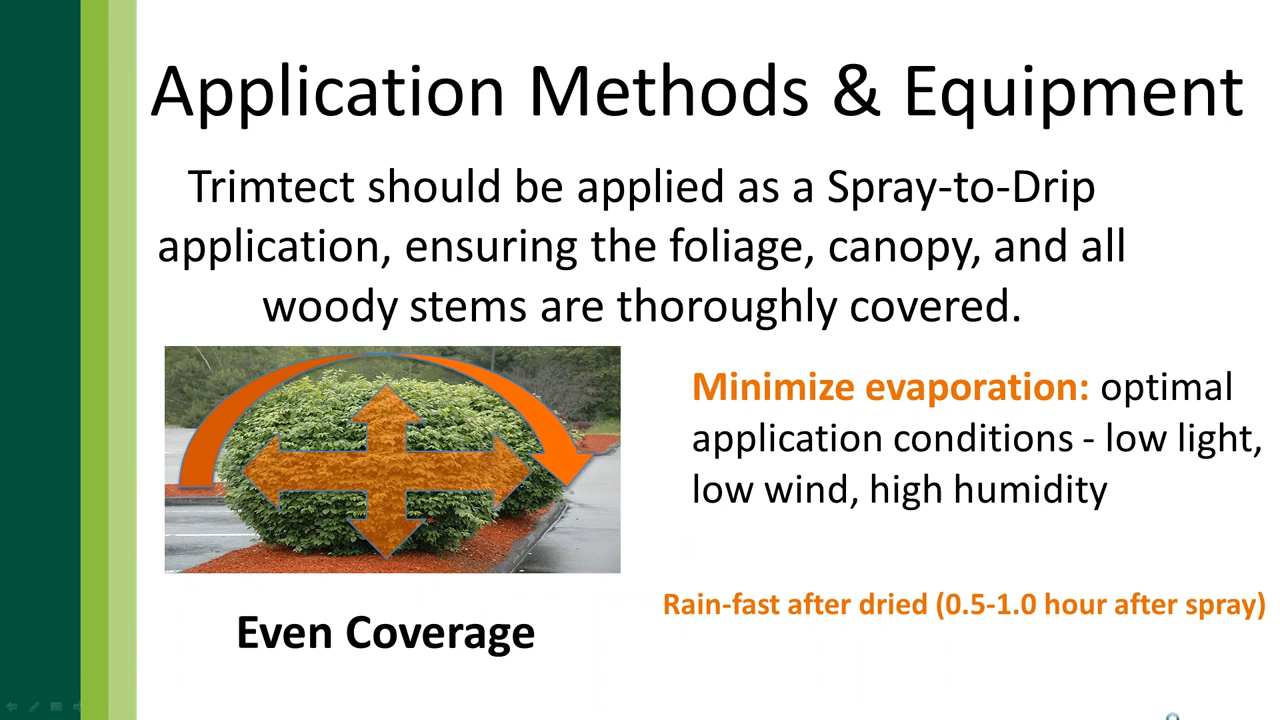 Application Methods & Equipment
Trimtect should be applied as a Spray-to-Drip
application, ensuring the foliage, canopy, and all
woody stems are thoroughly covered.
Minimize evaporation: optimal
application conditions - low light,
low wind, high humidity
Rain-fast after dried (0.5-1.0 hour after spray)
Even Coverage